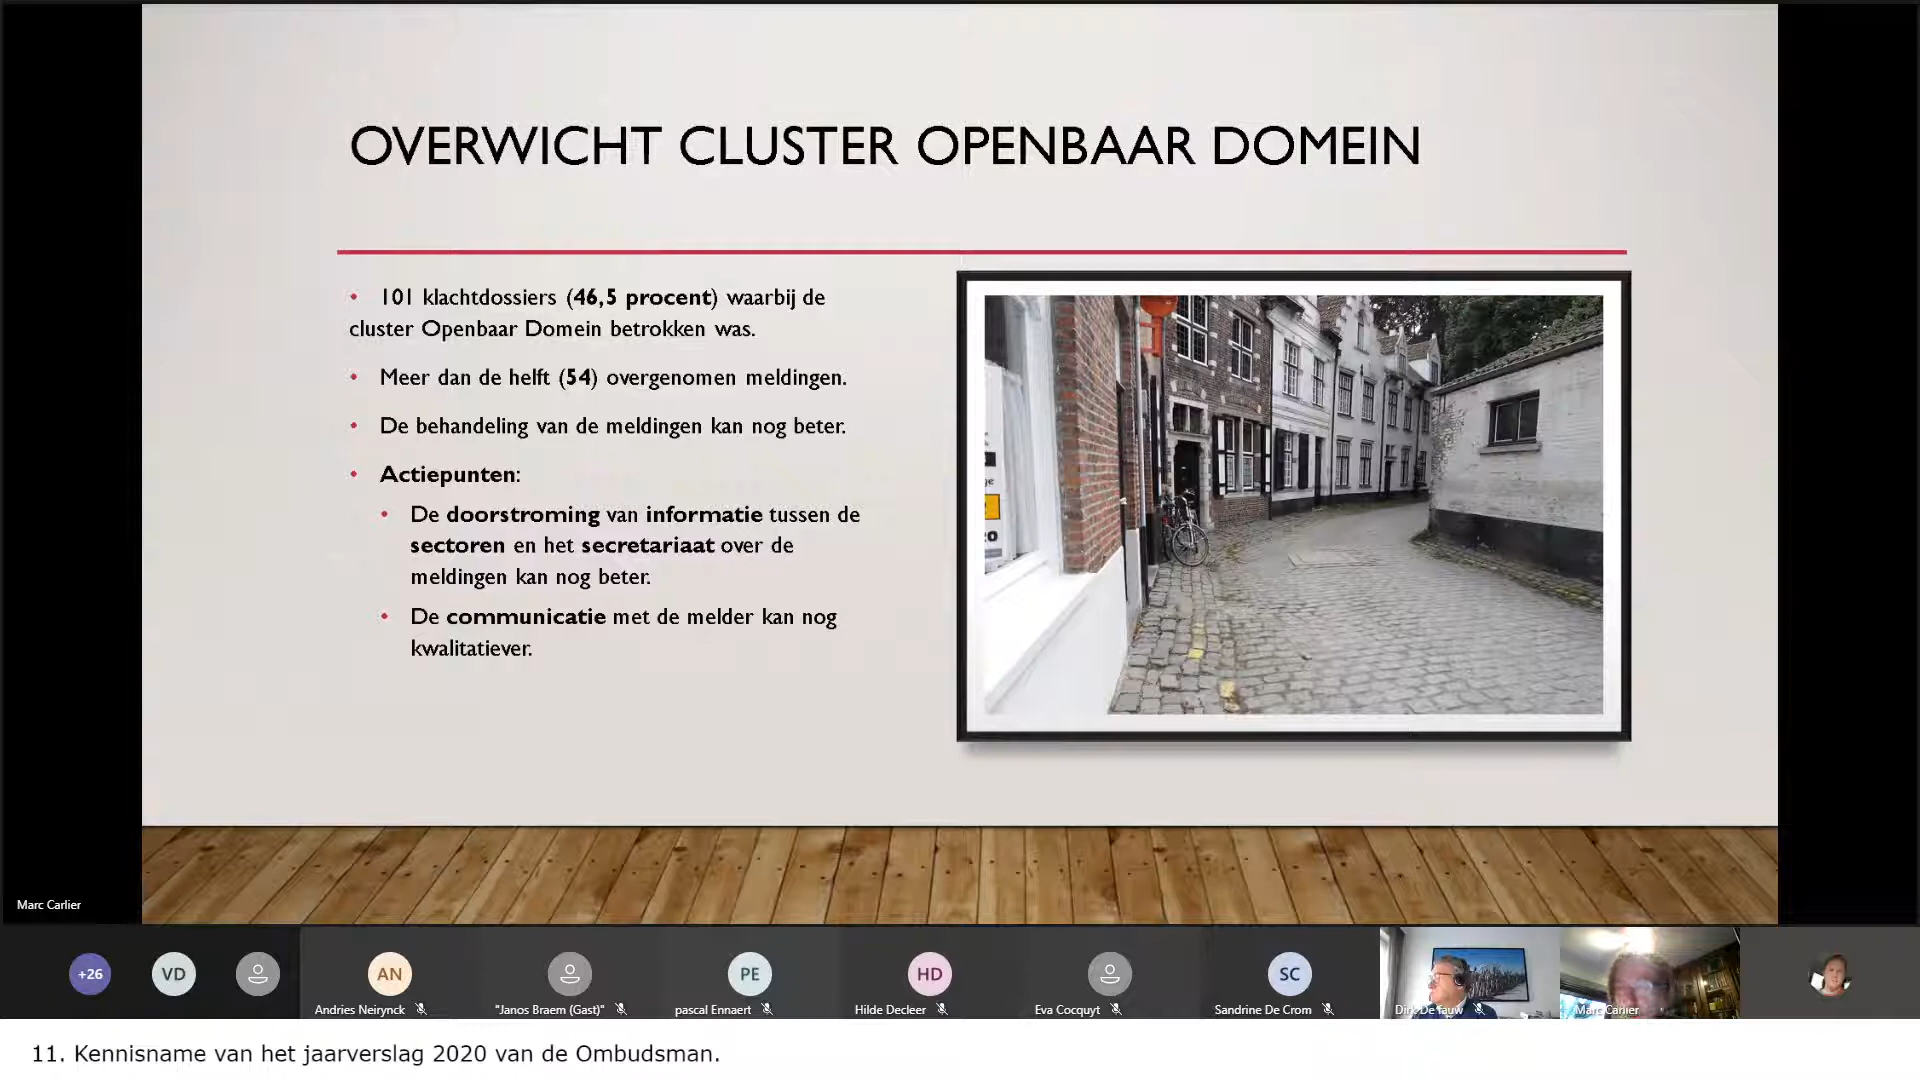 OVERWICHT CLUSTER OPENBAAR DOMEIN
• 101 klachtdossiers (46,5 procent) waarbij de
cluster Openbaar Domein betrokken was.
• Meer dan de helft (54) overgenomen meldingen.
• De behandeling van de meldingen kan nog beter.
• Actiepunten:
• De doorstroming van informatie tussen de
sectoren en het secretariaat over de
meldingen kan nog beter.
• De communicatie met de melder kan nog
kwalitatiever.
Marc Carlier
+26
VD
AN
PE
HD
SC
Andries Neirynck
"Janos Braem (Gast)"
pascal Ennaert
Hilde Decleer
Eva Cocquyt
Sandrine De Crom
Dirk De fauw
Marc Carlier
11. Kennisname van het jaarverslag 2020 van de Ombudsman.